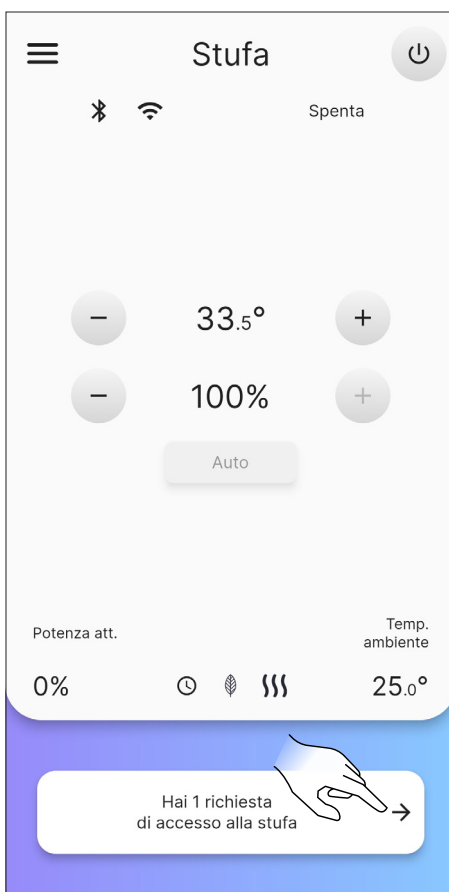 Stufa
Spenta
33.5°
100%
Auto
Potenza att.
Temp.
ambiente
0%
25.0°
Hai 1 richiesta
di accesso alla stufa